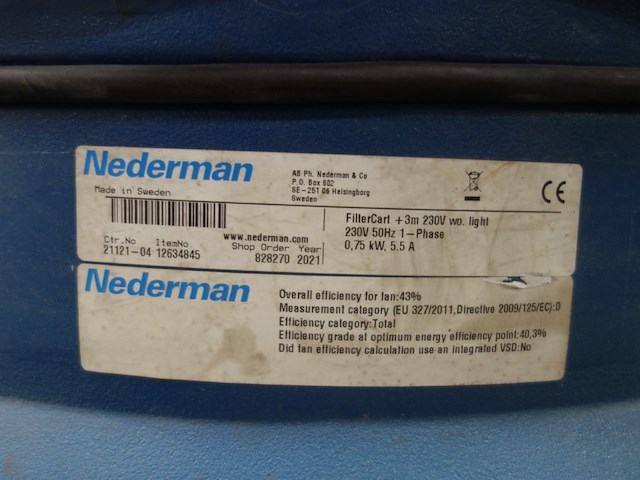 Nederman
AB Ph. Nederman & Co
P.O. Box 602
SE-251 06 Helsingborg
Sweden
Made in Sweden
CE
FilterCart +3m 230V wo. light
230V 50Hz 1-Phase
0,75 kW, 5.5 A
www.nederman.com
Ctr.No ItemNo. Shop Order Year
21121-04 12634845 828270 2021
Nederman
Overall efficiency for fan:43%
Measurement category (EU 327/2011,Directive 2009/125/EC):D
Efficiency category:Total
Efficiency grade at optimum energy efficiency point:40,3%
Did fan efficiency calculation use an integrated VSD:No